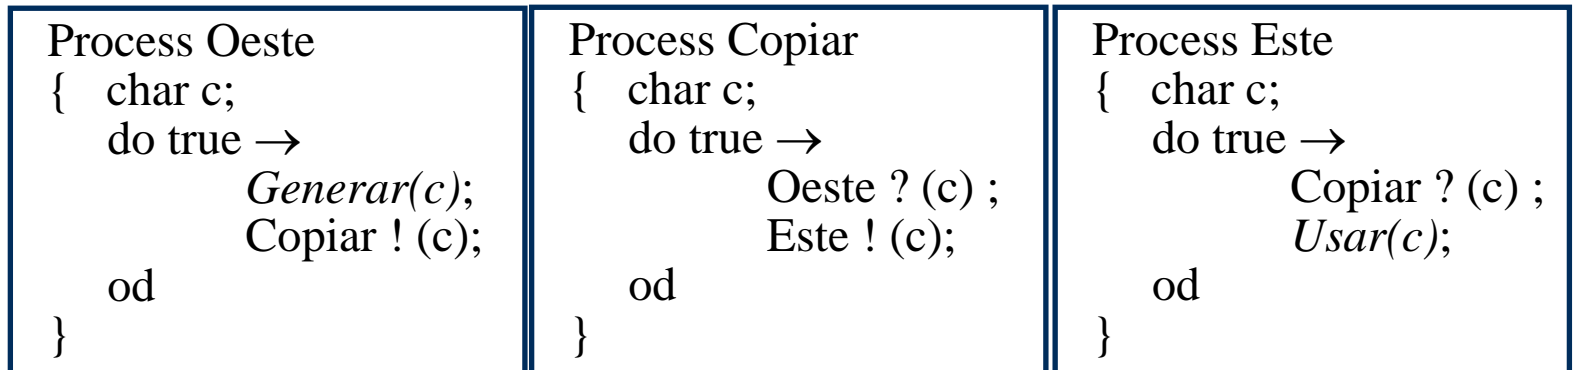 Process Oeste
{ char c;
do true →
Generar(c);
Copiar ! (c);
od
}
Process Copiar
{ char c;
do true →
Oeste ? (c) ;
Este ! (c);
od
}
Process Este
{ char c;
do true →
Copiar ? (c) ;
Usar(c);
od
}